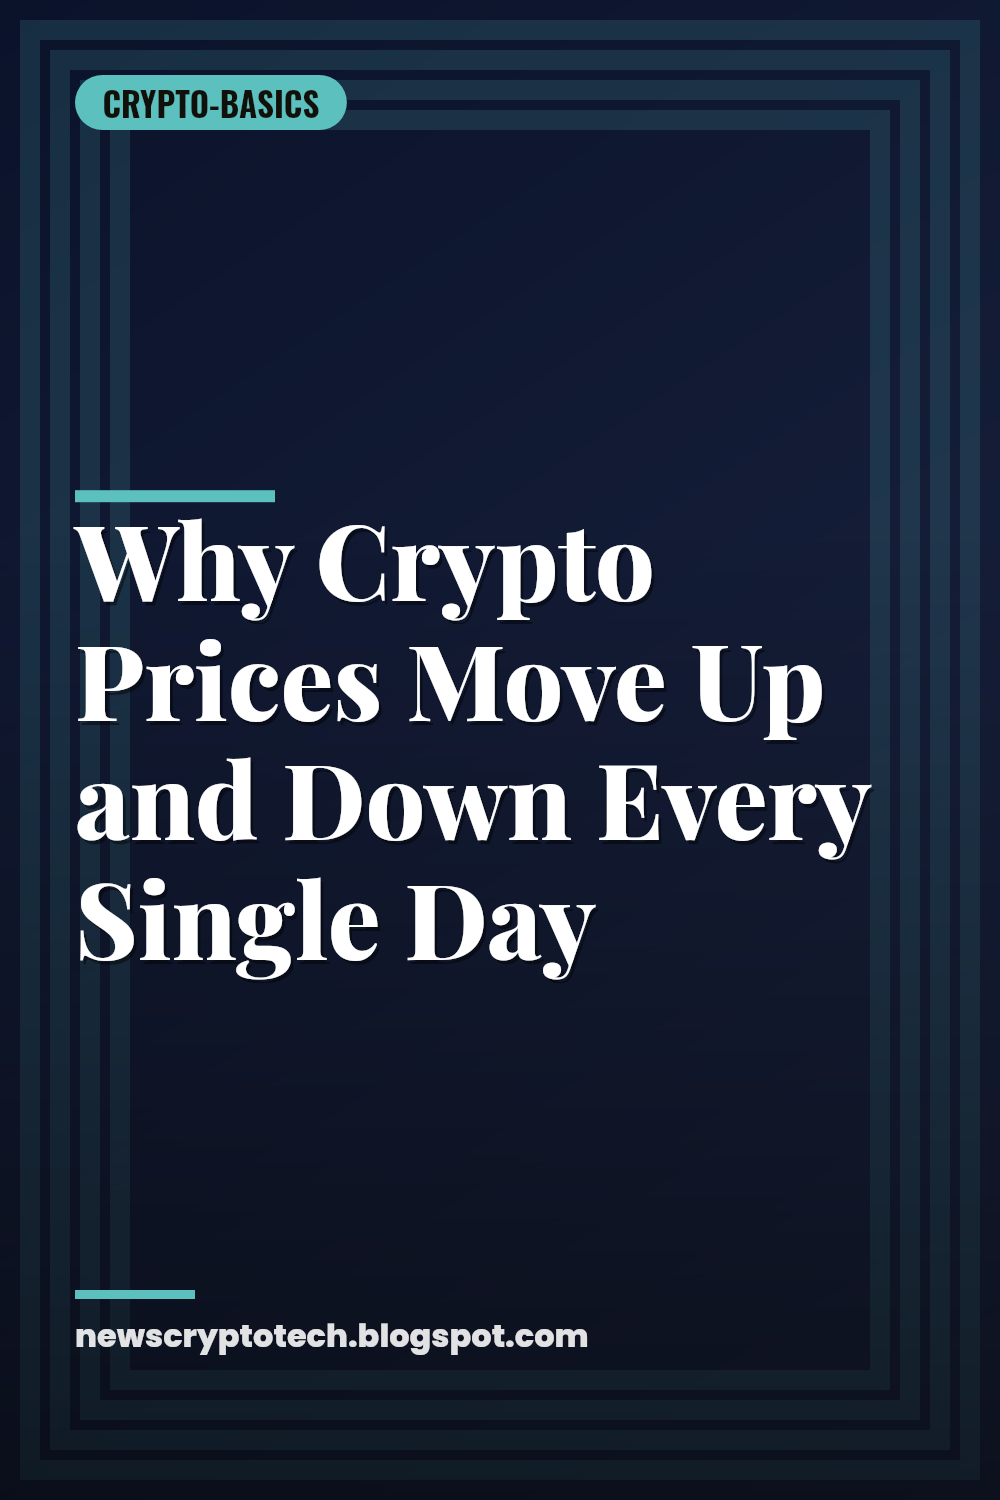 CRYPTO-BASICS
Why Crypto
Prices Move Up
and Down Every
Single Day
newscryptotech.blogspot.com